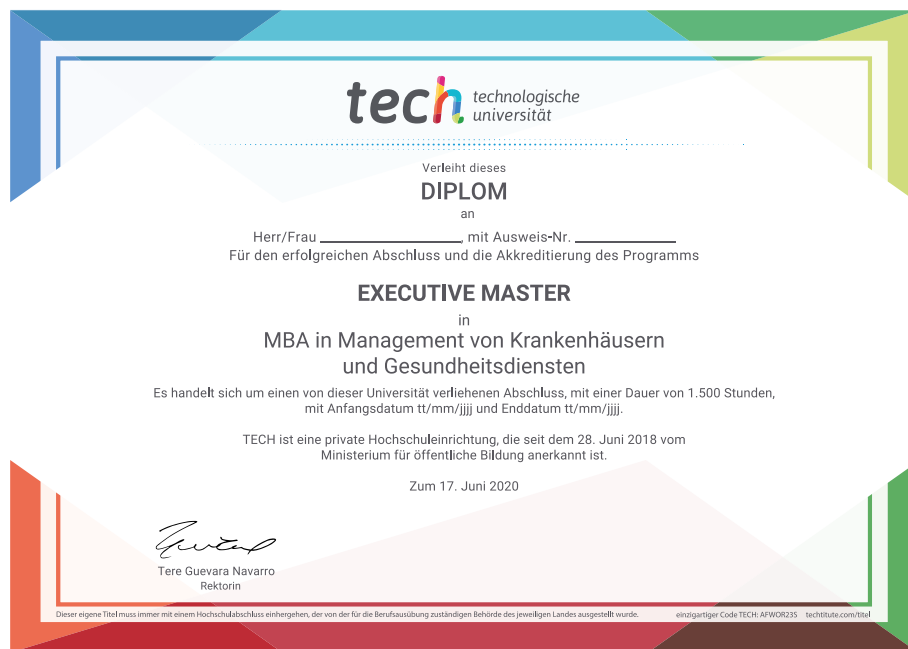 tech technologische
universität
Verleiht dieses
DIPLOM
an
Herr/Frau ____________________, mit Ausweis-Nr. ______________
Für den erfolgreichen Abschluss und die Akkreditierung des Programms
EXECUTIVE MASTER
in
MBA in Management von Krankenhäusern
und Gesundheitsdiensten
Es handelt sich um einen von dieser Universität verliehenen Abschluss, mit einer Dauer von 1.500 Stunden,
mit Anfangsdatum tt/mm/jjjj und Enddatum tt/mm/jjjj.
TECH ist eine private Hochschuleinrichtung, die seit dem 28. Juni 2018 vom
Ministerium für öffentliche Bildung anerkannt ist.
Zum 17. Juni 2020
Tere Guevara Navarro
Rektorin
Dieser eigene Titel muss immer mit einem Hochschulabschluss einhergehen, der von der für die Berufsausübung zuständigen Behörde des jeweiligen Landes ausgestellt wurde. einzigartiger Code TECH: AFWOR23S techtitute.com/titel